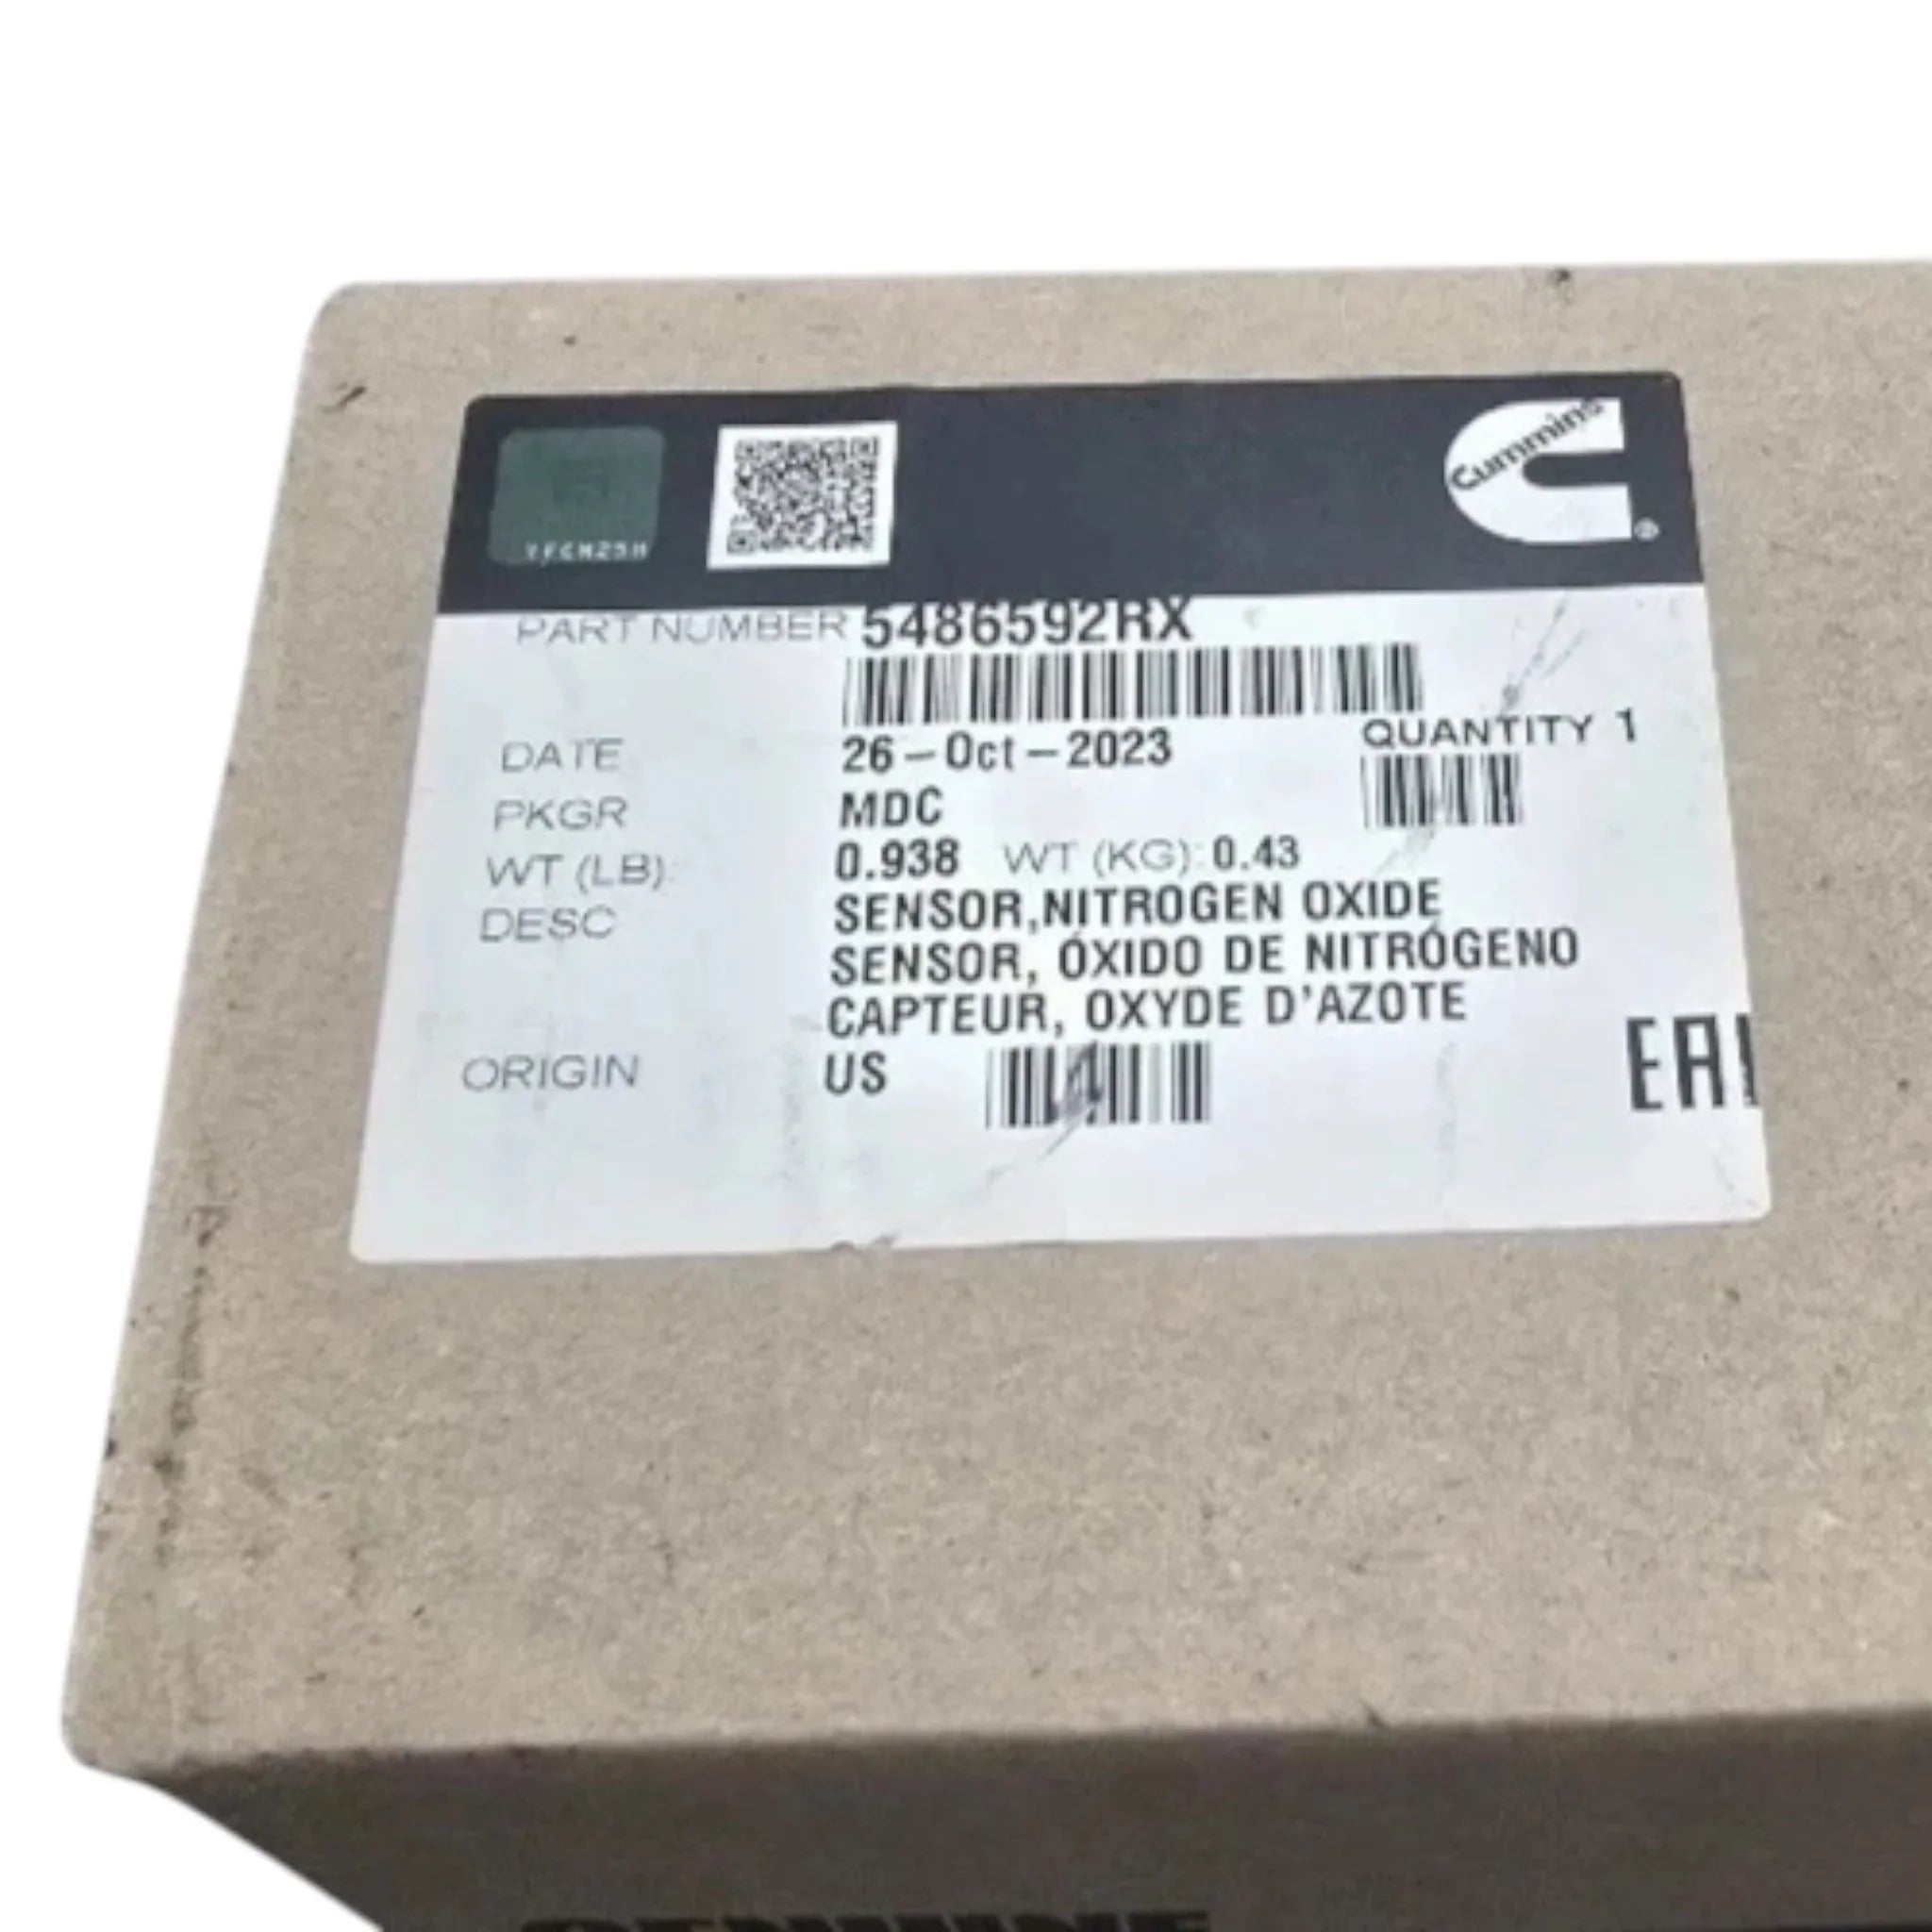 Cummins
®
PART NUMBER 5486592RX
QUANTITY 1
DATE 26-Oct-2023
PKGR MDC
WT (LB): 0.938 WT (KG): 0.43
DESC SENSOR,NITROGEN OXIDE
SENSOR, ÓXIDO DE NITRÓGENO
CAPTEUR, OXYDE D'AZOTE
ORIGIN US
GENUINE